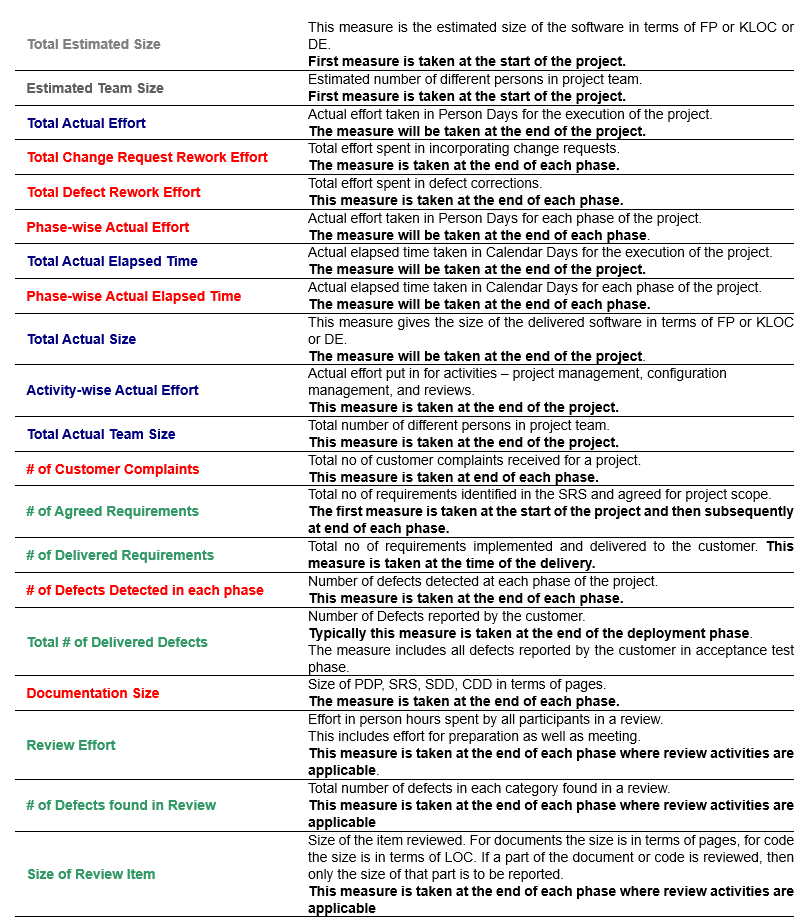 Total Estimated Size
This measure is the estimated size of the software in terms of FP or KLOC or
DE.
First measure is taken at the start of the project.
Estimated Team Size
Estimated number of different persons in project team.
First measure is taken at the start of the project.
Total Actual Effort
Actual effort taken in Person Days for the execution of the project.
The measure will be taken at the end of the project.
Total Change Request Rework Effort
Total effort spent in incorporating change requests.
The measure is taken at the end of each phase.
Total Defect Rework Effort
Total effort spent in defect corrections.
This measure is taken at the end of each phase.
Phase-wise Actual Effort
Actual effort taken in Person Days for each phase of the project.
The measure will be taken at the end of each phase.
Total Actual Elapsed Time
Actual elapsed time taken in Calendar Days for the execution of the project.
The measure will be taken at the end of the project.
Phase-wise Actual Elapsed Time
Actual elapsed time taken in Calendar Days for each phase of the project.
The measure will be taken at the end of each phase.
Total Actual Size
This measure gives the size of the delivered software in terms of FP or KLOC
or DE.
The measure will be taken at the end of the project.
Activity-wise Actual Effort
Actual effort put in for activities – project management, configuration
management, and reviews.
This measure is taken at the end of the project.
Total Actual Team Size
Total number of different persons in project team.
This measure is taken at the end of the project.
# of Customer Complaints
Total no of customer complaints received for a project.
This measure is taken at end of each phase.
# of Agreed Requirements
Total no of requirements identified in the SRS and agreed for project scope.
The first measure is taken at the start of the project and then subsequently
at end of each phase.
# of Delivered Requirements
Total no of requirements implemented and delivered to the customer. This
measure is taken at the time of the delivery.
# of Defects Detected in each phase
Number of defects detected at each phase of the project.
This measure is taken at the end of each phase.
Total # of Delivered Defects
Number of Defects reported by the customer.
Typically this measure is taken at the end of the deployment phase.
The measure includes all defects reported by the customer in acceptance test
phase.
Documentation Size
Size of PDP, SRS, SDD, CDD in terms of pages.
The measure is taken at the end of each phase.
Review Effort
Effort in person hours spent by all participants in a review.
This includes effort for preparation as well as meeting.
This measure is taken at the end of each phase where review activities are
applicable.
# of Defects found in Review
Total number of defects in each category found in a review.
This measure is taken at the end of each phase where review activities are
applicable
Size of Review Item
Size of the item reviewed. For documents the size is in terms of pages, for code
the size is in terms of LOC. If a part of the document or code is reviewed, then
only the size of that part is to be reported.
This measure is taken at the end of each phase where review activities are
applicable